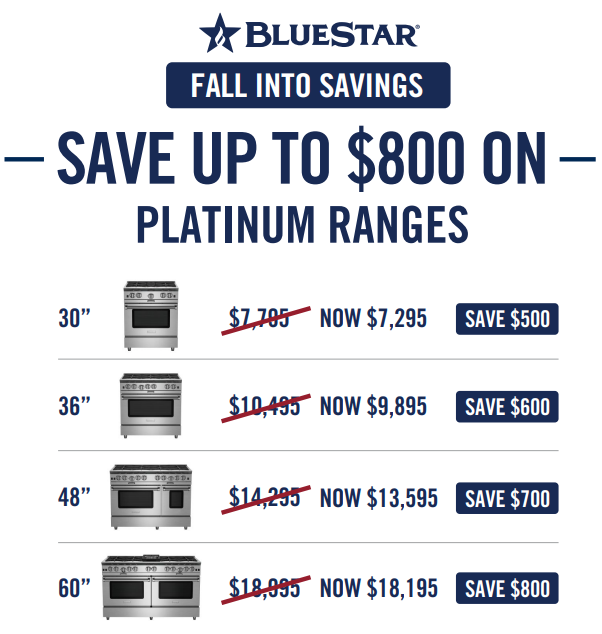 BLUESTAR®
FALL INTO SAVINGS
SAVE UP TO $800 ON
PLATINUM RANGES
30” $7,795 NOW $7,295 SAVE $500
36” $10,495 NOW $9,895 SAVE $600
48” $14,295 NOW $13,595 SAVE $700
60” $18,995 NOW $18,195 SAVE $800